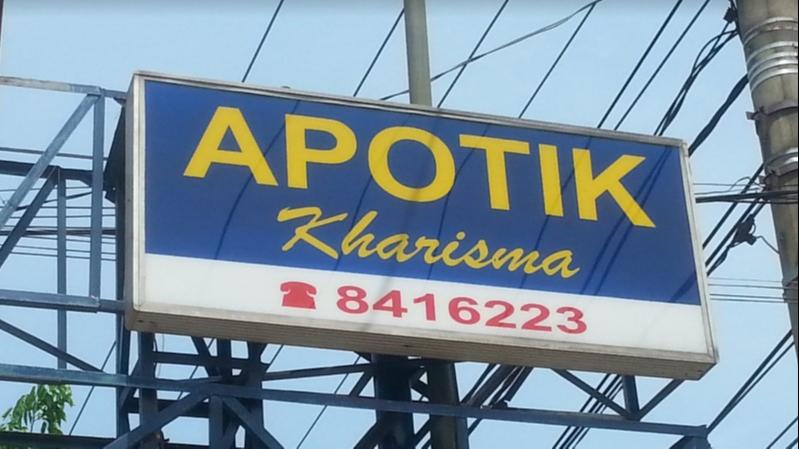 APOTIK
Kharisma
☎ 8416223